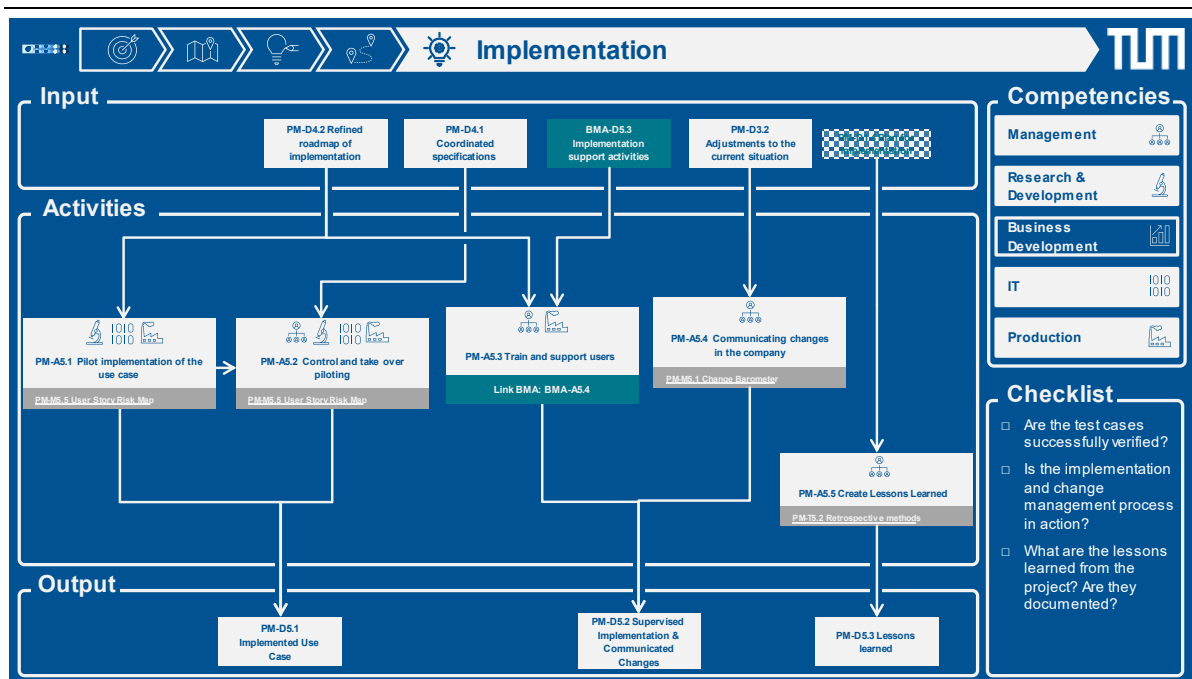 Implementation
TUM
Input
PM-D4.2 Refined
roadmap of
implementation
PM-D4.1
Coordinated
specifications
BMA-D5.3
Implementation
support activities
PM-D3.2
Adjustments to the
current situation
Activities
1010
1010
PM-A5.1 Pilot implementation of the
use case
PM-M5.5 User Story Risk Map
1010
1010
PM-A5.2 Control and take over
piloting
PM-M5.5 User Story Risk Map
PM-A5.3 Train and support users
Link BMA: BMA-A5.4
PM-A5.4 Communicating changes
in the company
PM-M5.1 Change Barometer
PM-A5.5 Create Lessons Learned
PM-T5.2 Retrospective methods
Output
PM-D5.1
Implemented Use
Case
PM-D5.2 Supervised
Implementation &
Communicated
Changes
PM-D5.3 Lessons
learned
Competencies
Management
Research &
Development
Business
Development
IT
1010
1010
Production
Checklist
□ Are the test cases
successfully verified?
□ Is the implementation
and change
management process
in action?
□ What are the lessons
learned from the
project? Are they
documented?